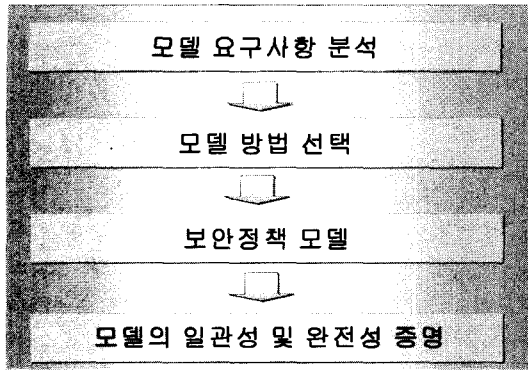 모델 요구사항 분석
모델 방법 선택
보안정책 모델
모델의 일관성 및 완전성 증명